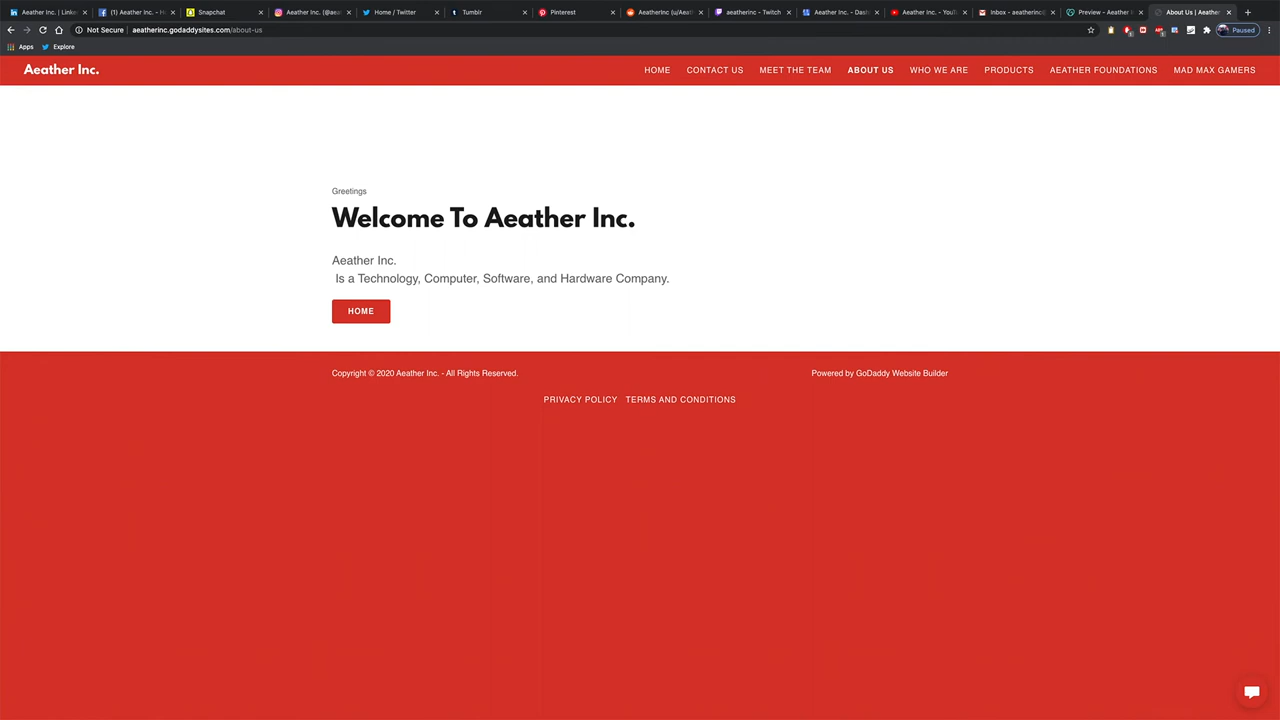 Aeather Inc. | Linke
(1) Aeather Inc. - H
Snapchat
Aeather Inc. (@aea
Home / Twitter
Tumblr
Pinterest
AeatherInc (u/Aeath
aeatherinc - Twitch
Aeather Inc. - Dash
Aeather Inc. - YouT
Inbox - aeatherinc@
Preview - Aeather I
About Us | Aeather
Not Secure | aeatherinc.godaddysites.com/about-us
Paused
Apps
Explore
Aeather Inc.
HOME
CONTACT US
MEET THE TEAM
ABOUT US
WHO WE ARE
PRODUCTS
AEATHER FOUNDATIONS
MAD MAX GAMERS
Greetings
Welcome To Aeather Inc.
Aeather Inc.
Is a Technology, Computer, Software, and Hardware Company.
HOME
Copyright © 2020 Aeather Inc. - All Rights Reserved.
Powered by GoDaddy Website Builder
PRIVACY POLICY
TERMS AND CONDITIONS